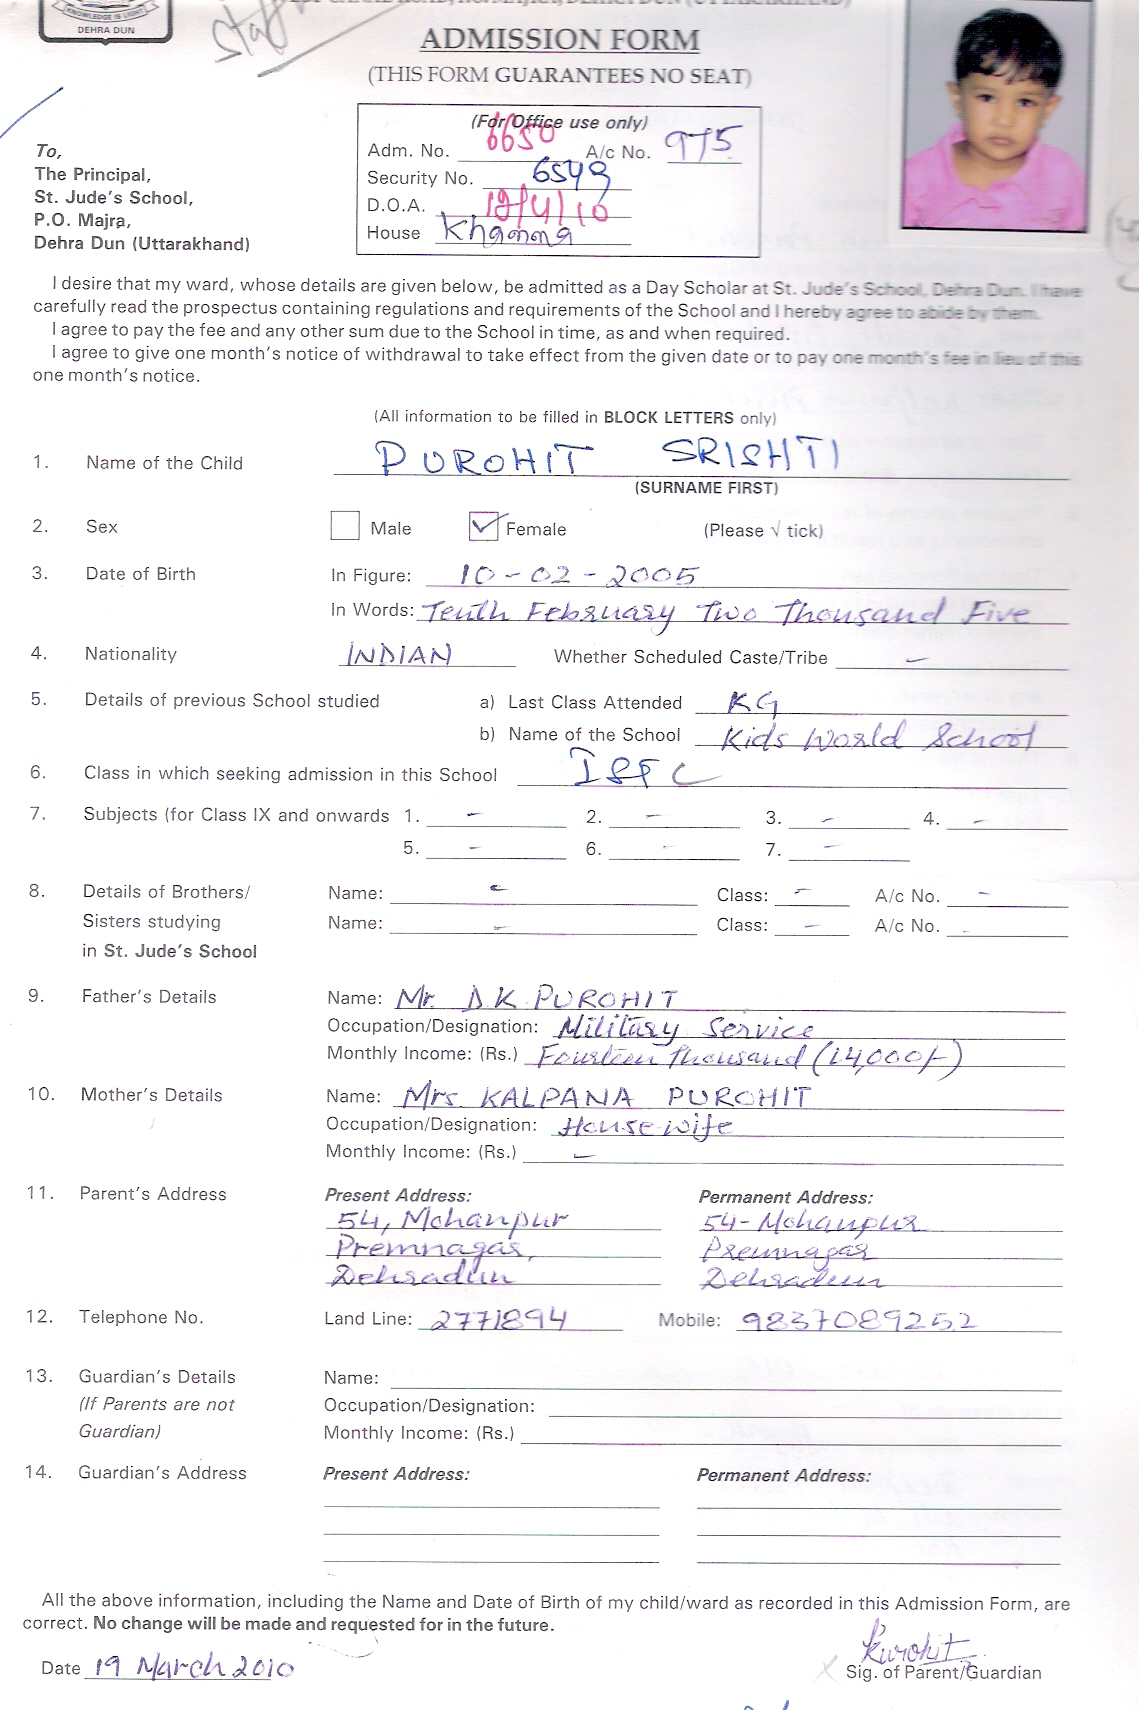 KNOWLEDGE IS LIGHT
DEHRA DUN
Staff
ADMISSION FORM
(THIS FORM GUARANTEES NO SEAT)
(For Office use only)
Adm. No. 6650 A/c No. 975
Security No. 6549
D.O.A. 12/4/10
House Khanna
To,
The Principal,
St. Jude's School,
P.O. Majra,
Dehra Dun (Uttarakhand)
I desire that my ward, whose details are given below, be admitted as a Day Scholar at St. Jude's School, Dehra Dun. I have
carefully read the prospectus containing regulations and requirements of the School and I hereby agree to abide by them.
I agree to pay the fee and any other sum due to the School in time, as and when required.
I agree to give one month's notice of withdrawal to take effect from the given date or to pay one month's fee in lieu of this
one month's notice.
(All information to be filled in BLOCK LETTERS only)
1. Name of the Child PUROHIT SRISHTI
(SURNAME FIRST)
2. Sex Male Female (Please √ tick)
3. Date of Birth In Figure: 10-02-2005
In Words: Tenth February Two Thousand Five
4. Nationality INDIAN Whether Scheduled Caste/Tribe -
5. Details of previous School studied a) Last Class Attended KG
b) Name of the School Kids World School
6. Class in which seeking admission in this School Ist C
7. Subjects (for Class IX and onwards 1. - 2. - 3. - 4. -
5. - 6. - 7. -
8. Details of Brothers/ Name: - Class: - A/c No. -
Sisters studying Name: - Class: - A/c No. -
in St. Jude's School
9. Father's Details Name: Mr. D K PUROHIT
Occupation/Designation: Military Service
Monthly Income: (Rs.) Fourteen Thousand (14,000/-)
10. Mother's Details Name: Mrs. KALPANA PUROHIT
Occupation/Designation: House wife
Monthly Income: (Rs.) -
11. Parent's Address Present Address: Permanent Address:
54, Mohanpur 54-Mohanpur
Premnagar, Premnagar
Dehradun Dehradun
12. Telephone No. Land Line: 2771894 Mobile: 9837089252
13. Guardian's Details Name:
(If Parents are not Occupation/Designation:
Guardian) Monthly Income: (Rs.)
14. Guardian's Address Present Address: Permanent Address:
All the above information, including the Name and Date of Birth of my child/ward as recorded in this Admission Form, are
correct. No change will be made and requested for in the future.
Date 19 March 2010 Kurohit
Sig. of Parent/Guardian